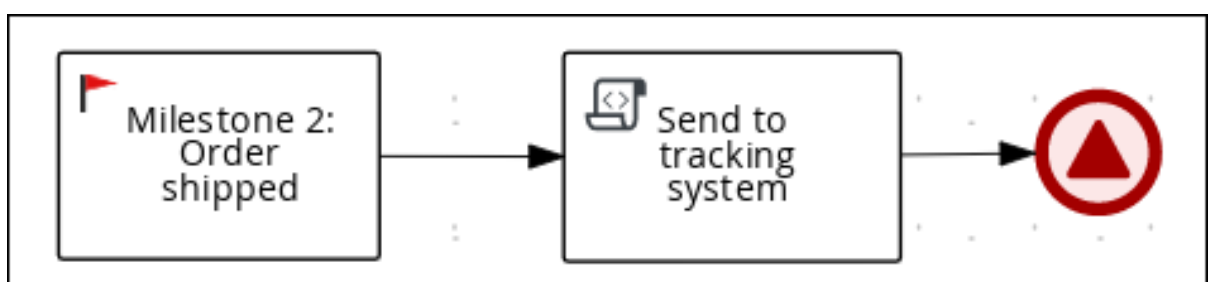 Milestone 2:
Order
shipped
Send to
tracking
system